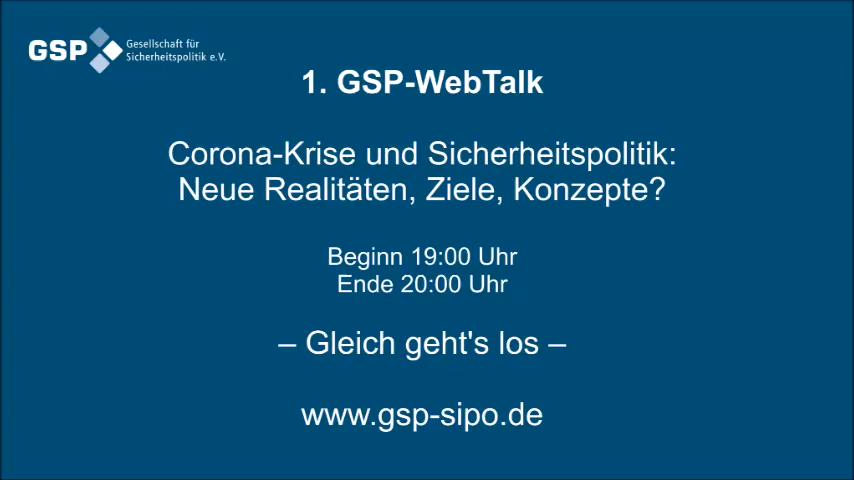 GSP
Gesellschaft für
Sicherheitspolitik e.V.
1. GSP-WebTalk
Corona-Krise und Sicherheitspolitik:
Neue Realitäten, Ziele, Konzepte?
Beginn 19:00 Uhr
Ende 20:00 Uhr
– Gleich geht's los –
www.gsp-sipo.de